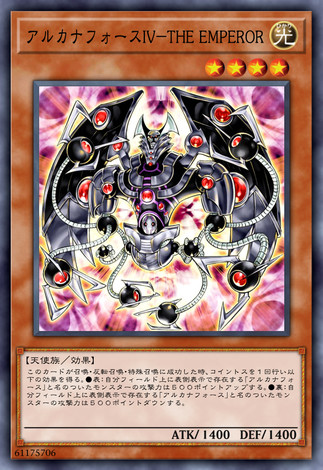 アルカナフォースIV−THE EMPEROR
光
【天使族／効果】
このカードが召喚・反転召喚・特殊召喚に成功した時、コイントスを１回行い以
下の効果を得る。●表：自分フィールド上に表側表示で存在する「アルカナフォ
ース」と名のついたモンスターの攻撃力は５００ポイントアップする。●裏：自
分フィールド上に表側表示で存在する「アルカナフォース」と名のついたモ
ンスターの攻撃力は５００ポイントダウンする。
ATK/ 1400 DEF/ 1400
61175706